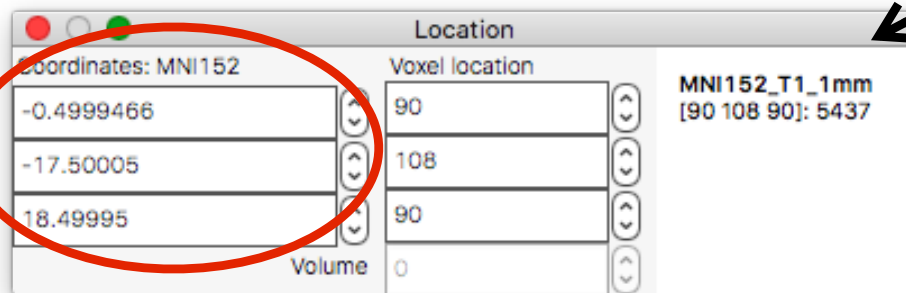 Location
Coordinates: MNI152
Voxel location
-0.4999466
90
-17.50005
108
18.49995
90
Volume
0
MNI152_T1_1mm
[90 108 90]: 5437